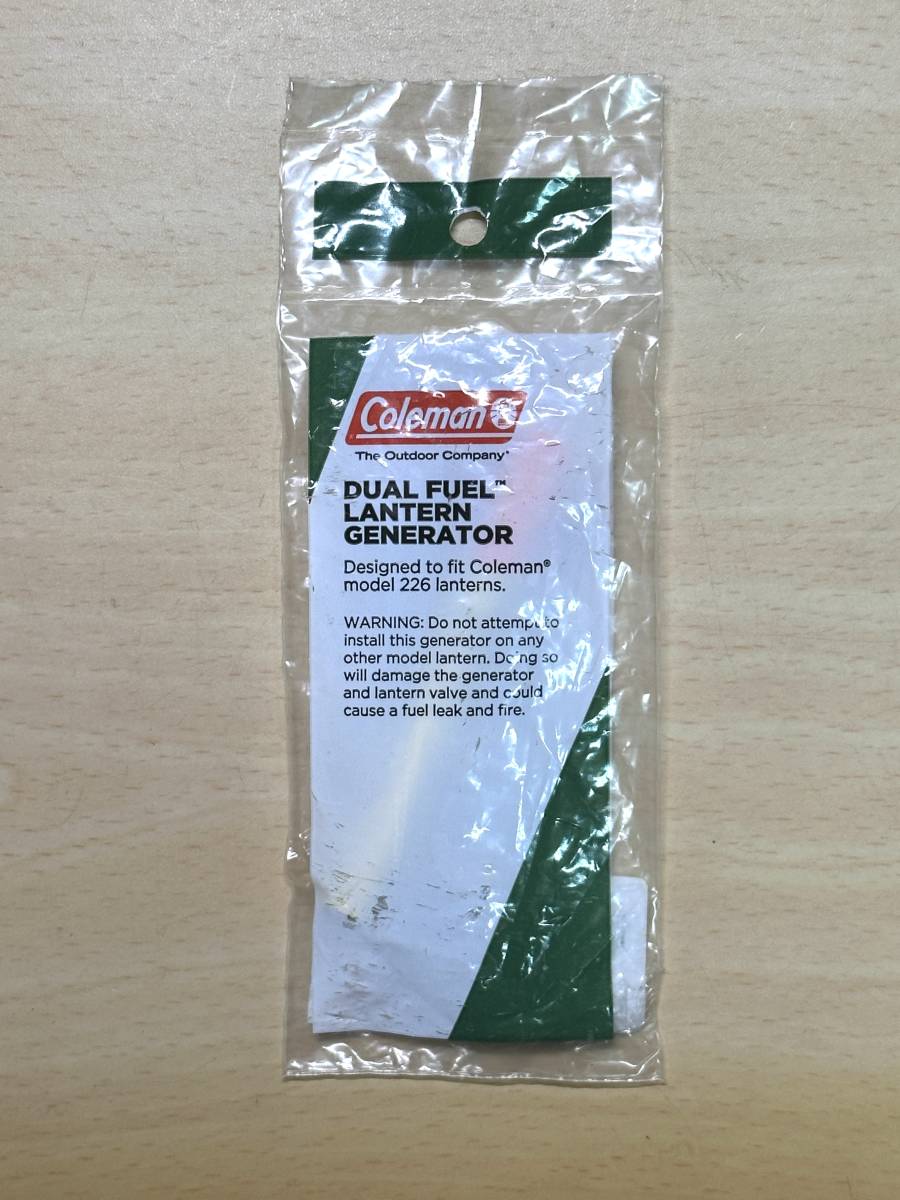 Coleman
The Outdoor Company®
DUAL FUEL™
LANTERN
GENERATOR
Designed to fit Coleman®
model 226 lanterns.
WARNING: Do not attempt to
install this generator on any
other model lantern. Doing so
will damage the generator
and lantern valve and could
cause a fuel leak and fire.